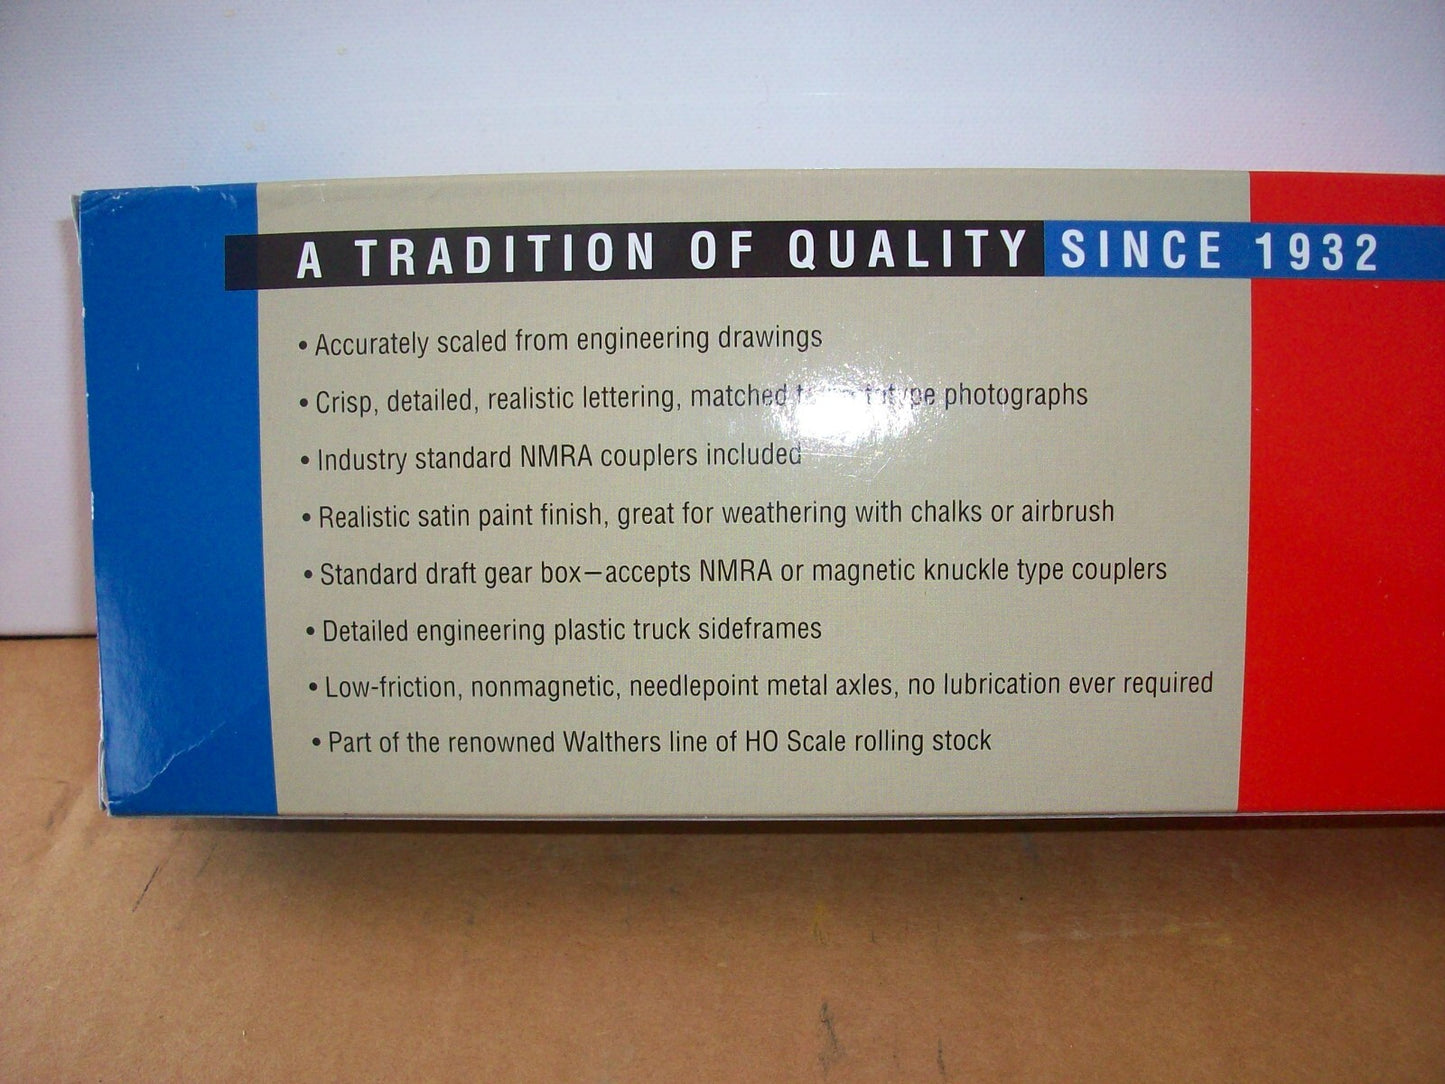 A TRADITION OF QUALITY SINCE 1932
• Accurately scaled from engineering drawings
• Crisp, detailed, realistic lettering, matched photographs
• Industry standard NMRA couplers included
• Realistic satin paint finish, great for weathering with chalks or airbrush
• Standard draft gear box—accepts NMRA or magnetic knuckle type couplers
• Detailed engineering plastic truck sideframes
• Low-friction, nonmagnetic, needlepoint metal axles, no lubrication ever required
• Part of the renowned Walthers line of HO Scale rolling stock